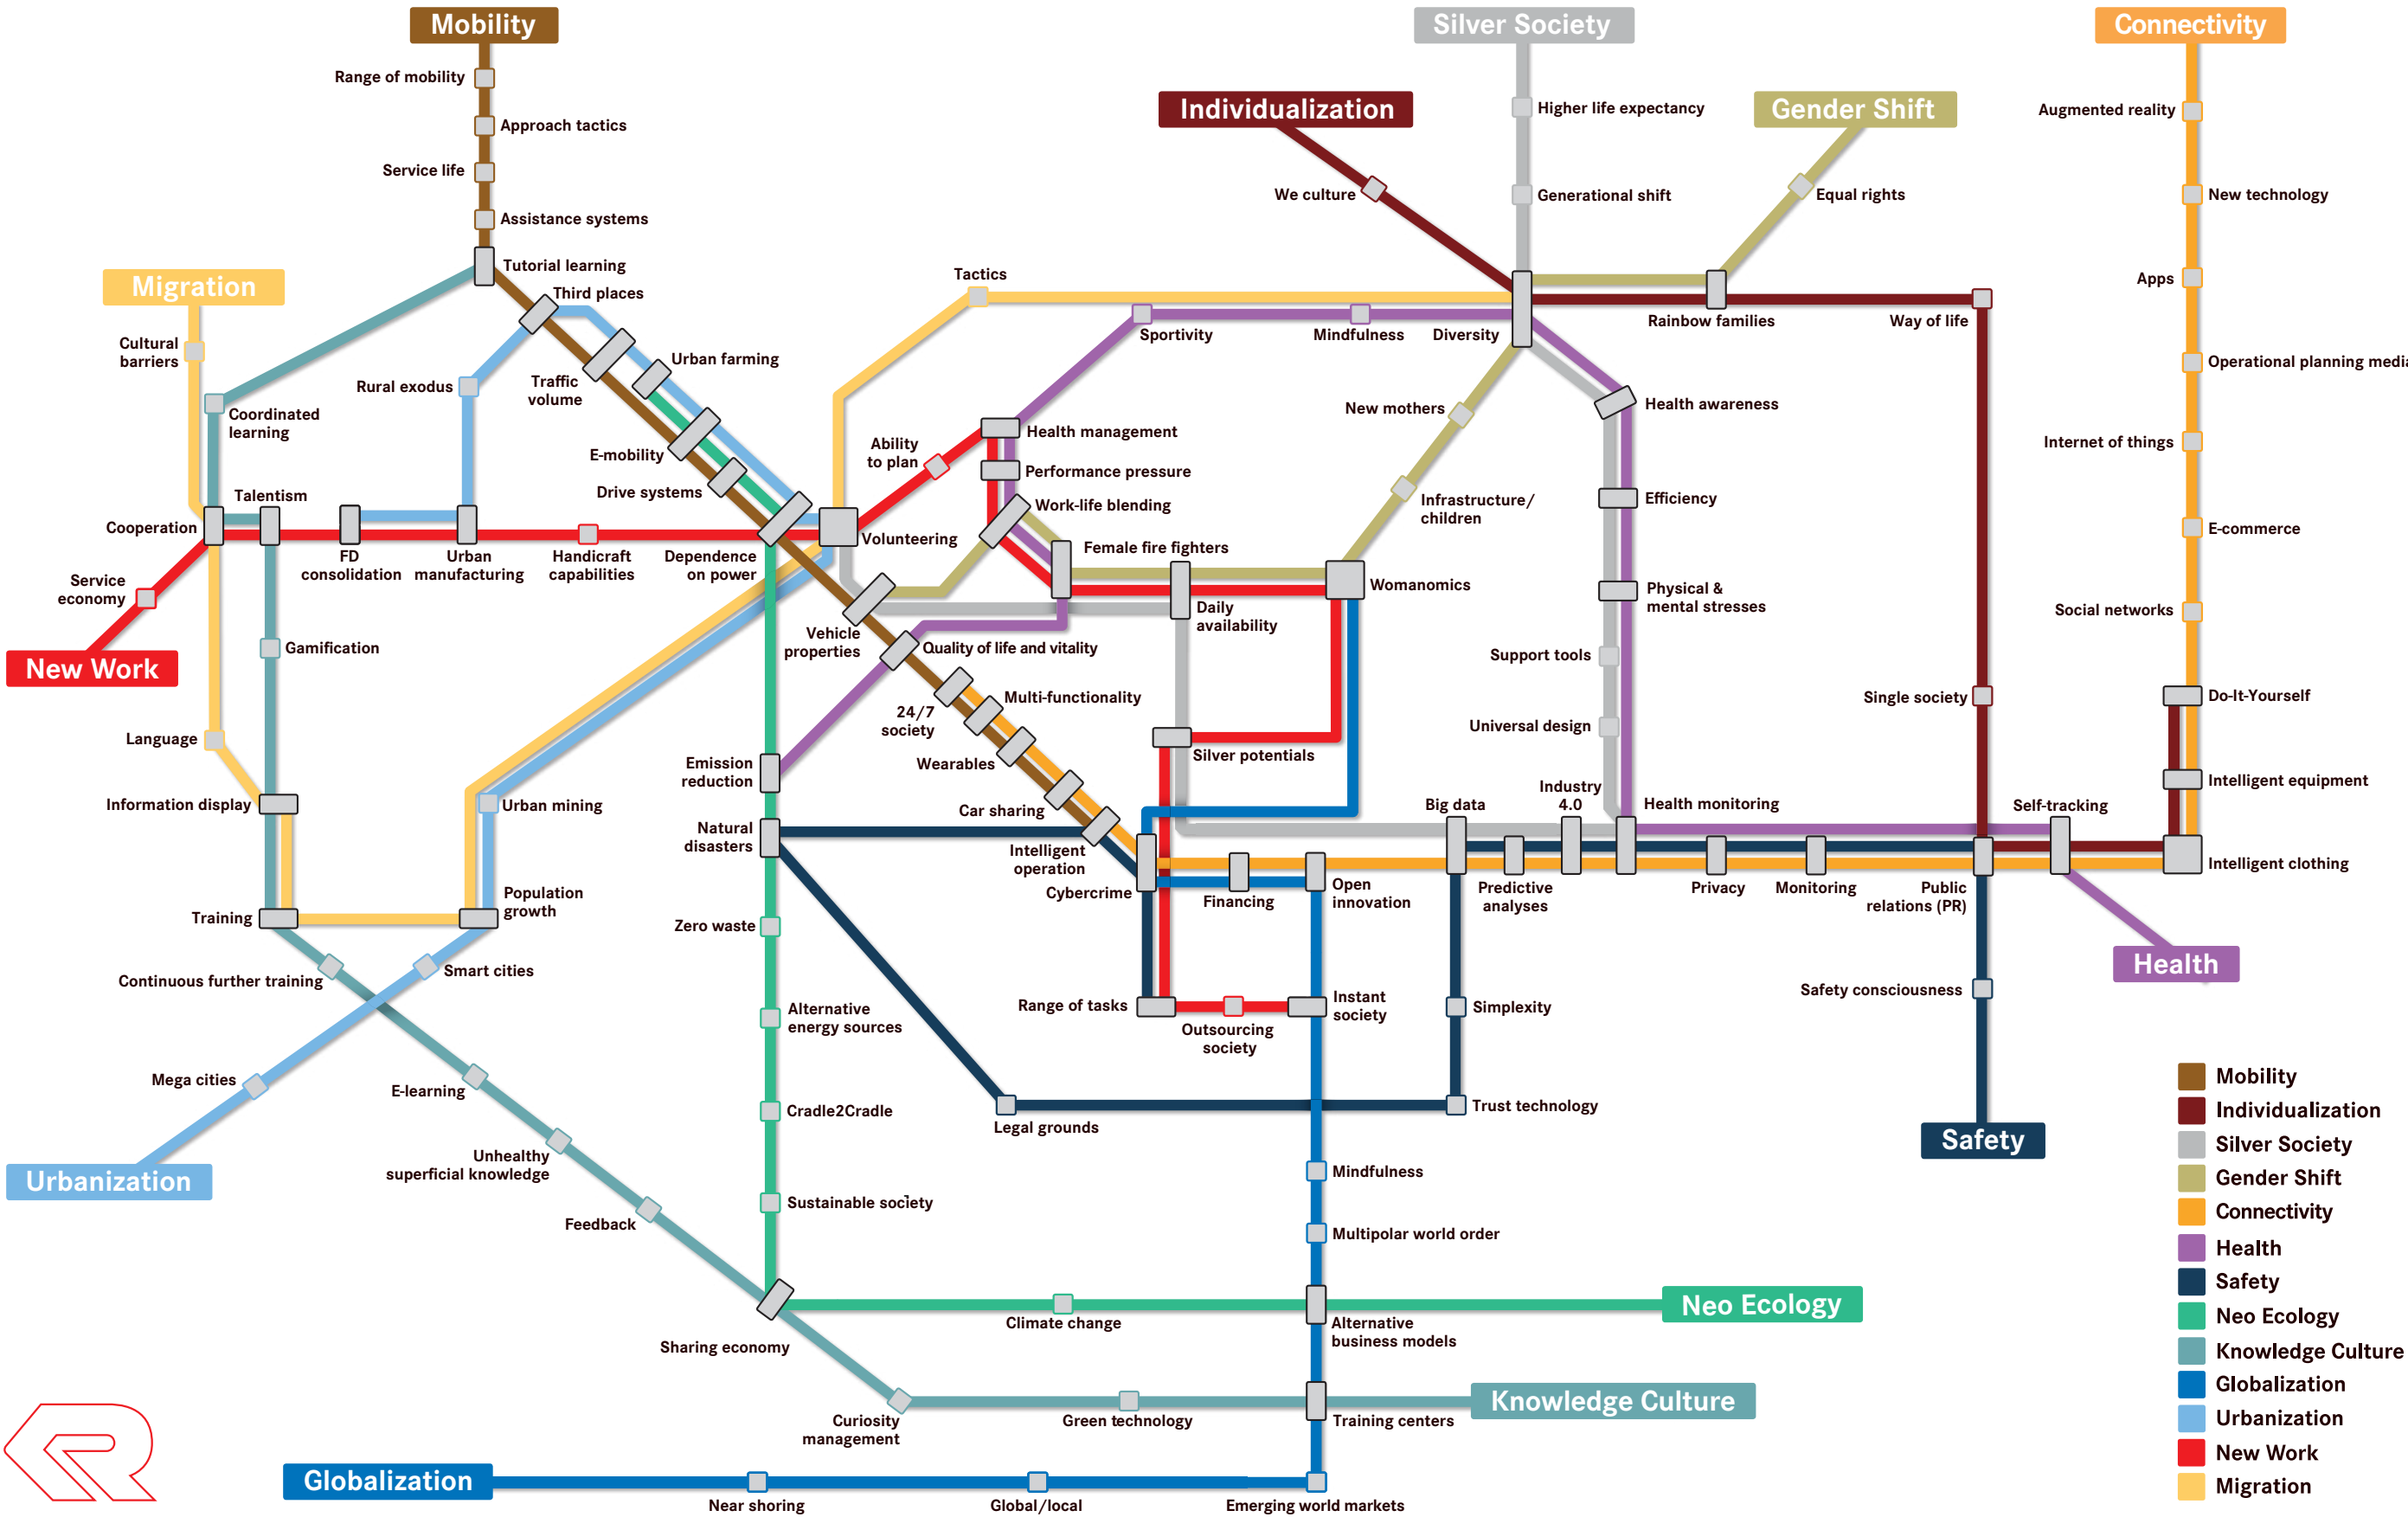 Mobility
Silver Society
Connectivity
Range of mobility
Individualization
Higher life expectancy
Gender Shift
Augmented reality
Approach tactics
Service life
We culture
Generational shift
Equal rights
New technology
Assistance systems
Tutorial learning
Migration
Third places
Tactics
Apps
Cultural
barriers
Sportivity
Mindfulness
Diversity
Rainbow families
Way of life
Urban farming
Rural exodus
Traffic
volume
Operational planning media
Coordinated
learning
New mothers
Health awareness
Health management
Ability
to plan
E-mobility
Internet of things
Performance pressure
Drive systems
Talentism
Work-life blending
Infrastructure/
children
Efficiency
Cooperation
Volunteering
E-commerce
FD
consolidation
Urban
manufacturing
Handicraft
capabilities
Dependence
on power
Female fire fighters
Womanomics
Service
economy
Daily
availability
Physical &
mental stresses
Social networks
Vehicle
properties
Gamification
Quality of life and vitality
New Work
Support tools
Multi-functionality
Single society
Do-It-Yourself
24/7
society
Language
Universal design
Wearables
Silver potentials
Emission
reduction
Intelligent equipment
Industry
4.0
Information display
Urban mining
Car sharing
Big data
Health monitoring
Self-tracking
Natural
disasters
Intelligent
operation
Intelligent clothing
Cybercrime
Financing
Open
innovation
Predictive
analyses
Privacy
Monitoring
Public
relations (PR)
Population
growth
Training
Zero waste
Continuous further training
Smart cities
Health
Safety consciousness
Range of tasks
Outsourcing
society
Instant
society
Simplexity
Alternative
energy sources
Mega cities
E-learning
Cradle2Cradle
Legal grounds
Trust technology
Safety
Unhealthy
superficial knowledge
Urbanization
Mindfulness
Sustainable society
Feedback
Multipolar world order
Neo Ecology
Climate change
Alternative
business models
Sharing economy
Knowledge Culture
Curiosity
management
Green technology
Training centers
Globalization
Near shoring
Global/local
Emerging world markets
Mobility
Individualization
Silver Society
Gender Shift
Connectivity
Health
Safety
Neo Ecology
Knowledge Culture
Globalization
Urbanization
New Work
Migration